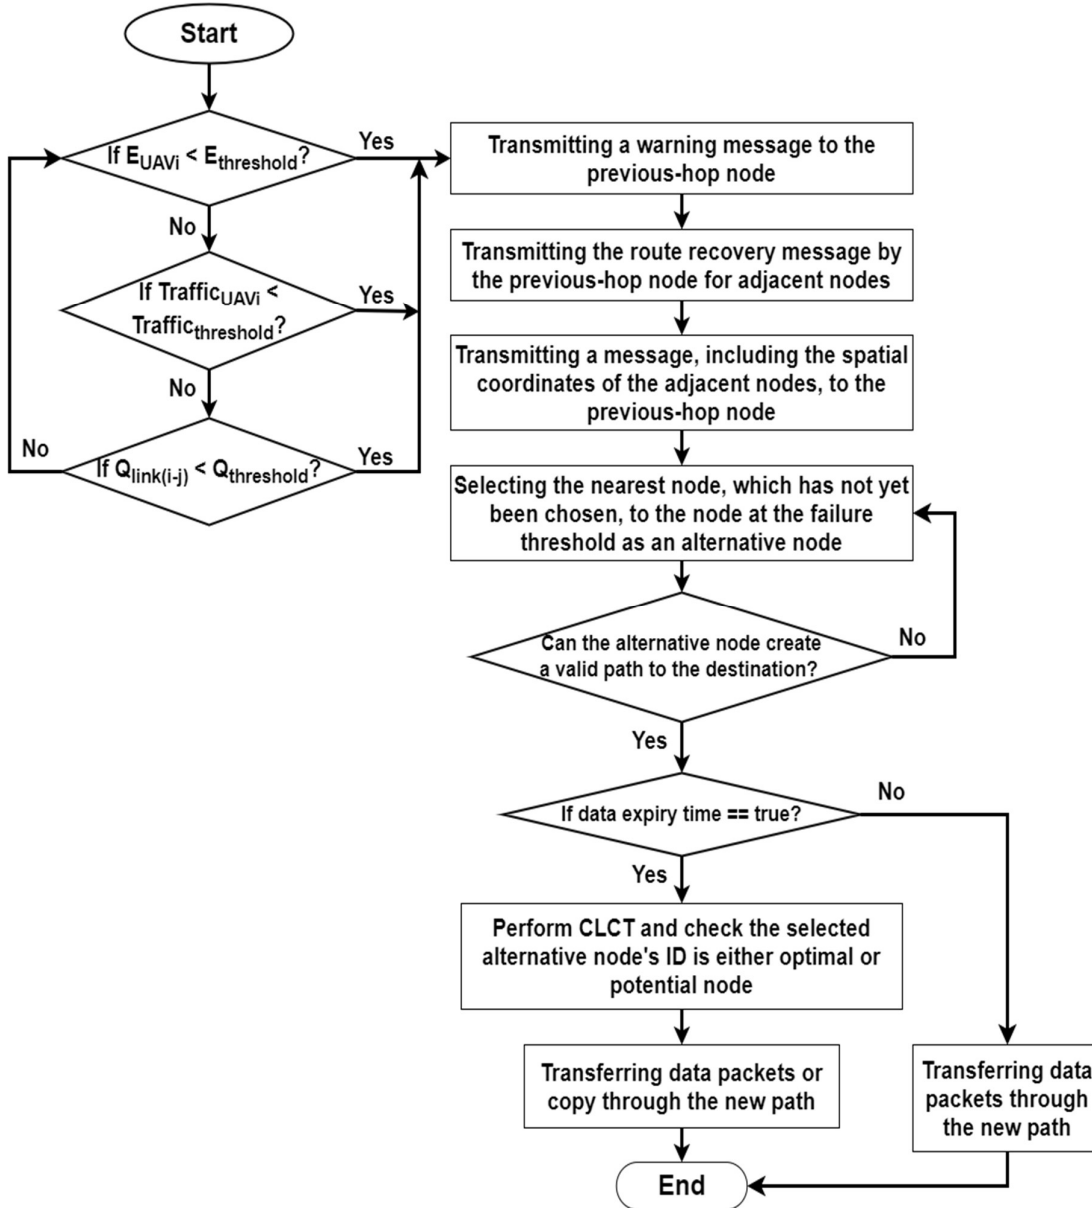 Start
If E_UAVi < E_threshold?
Yes
No
If Traffic_UAVi <
Traffic_threshold?
Yes
No
If Q_link(i-j) < Q_threshold?
Yes
No
Transmitting a warning message to the
previous-hop node
Transmitting the route recovery message by
the previous-hop node for adjacent nodes
Transmitting a message, including the spatial
coordinates of the adjacent nodes, to the
previous-hop node
Selecting the nearest node, which has not yet
been chosen, to the node at the failure
threshold as an alternative node
Can the alternative node create
a valid path to the destination?
No
Yes
If data expiry time == true?
No
Yes
Perform CLCT and check the selected
alternative node's ID is either optimal or
potential node
Transferring data packets or
copy through the new path
Transferring data
packets through
the new path
End